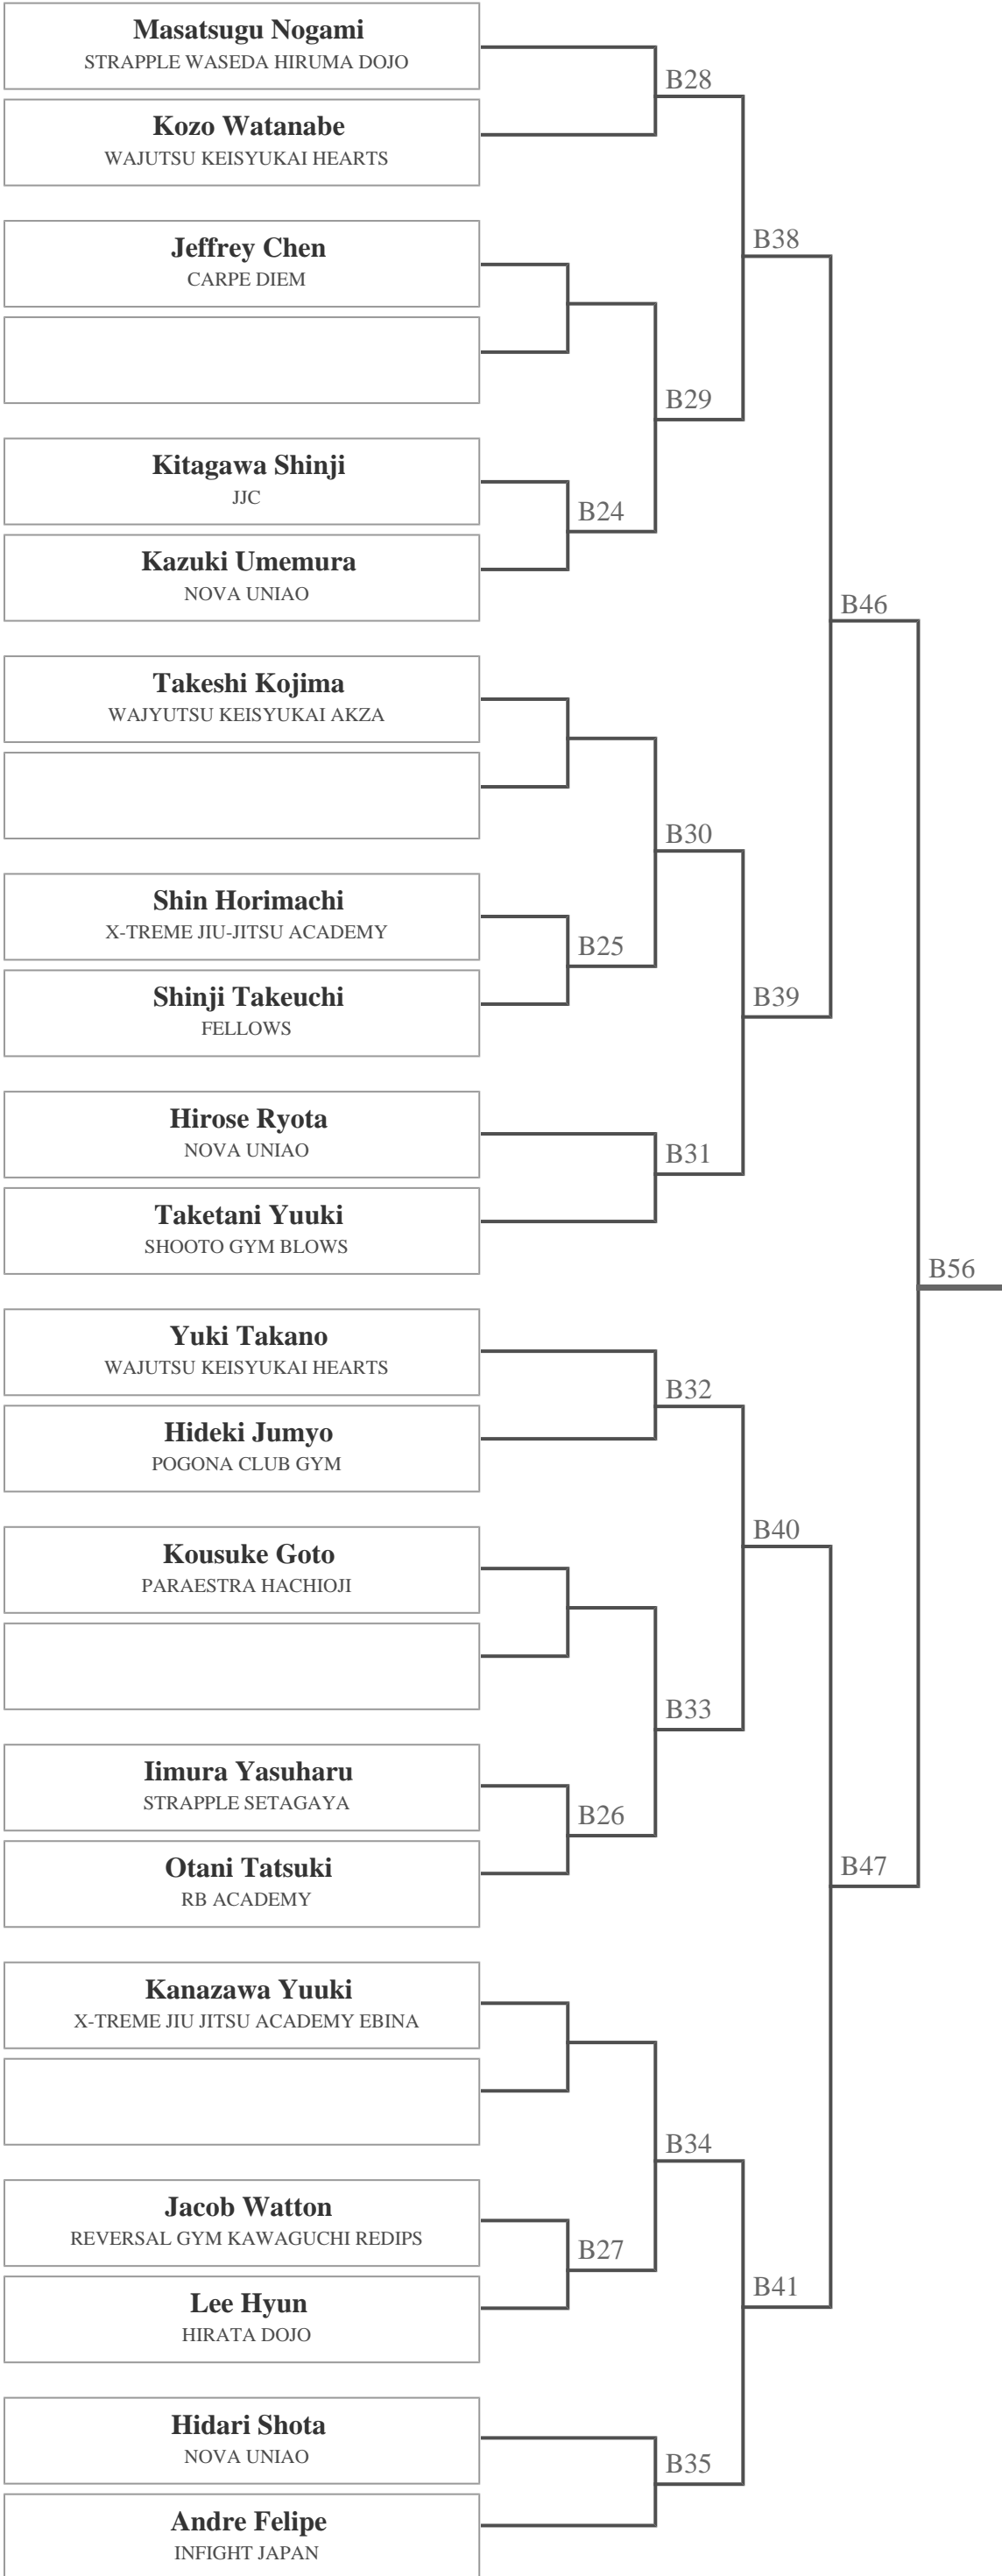 Masatsugu Nogami
STRAPPLE WASEDA HIRUMA DOJO
B28
Kozo Watanabe
WAJUTSU KEISYUKAI HEARTS
Jeffrey Chen
CARPE DIEM
B38
B29
Kitagawa Shinji
JJC
B24
Kazuki Umemura
NOVA UNIAO
B46
Takeshi Kojima
WAJYUTSU KEISYUKAI AKZA
B30
Shin Horimachi
X-TREME JIU-JITSU ACADEMY
B25
Shinji Takeuchi
FELLOWS
B39
Hirose Ryota
NOVA UNIAO
B31
Taketani Yuuki
SHOOTO GYM BLOWS
B56
Yuki Takano
WAJUTSU KEISYUKAI HEARTS
B32
Hideki Jumyo
POGONA CLUB GYM
B40
Kousuke Goto
PARAESTRA HACHIOJI
B33
Iimura Yasuharu
STRAPPLE SETAGAYA
B26
Otani Tatsuki
RB ACADEMY
B47
Kanazawa Yuuki
X-TREME JIU JITSU ACADEMY EBINA
B34
Jacob Watton
REVERSAL GYM KAWAGUCHI REDIPS
B27
Lee Hyun
HIRATA DOJO
B41
Hidari Shota
NOVA UNIAO
B35
Andre Felipe
INFIGHT JAPAN